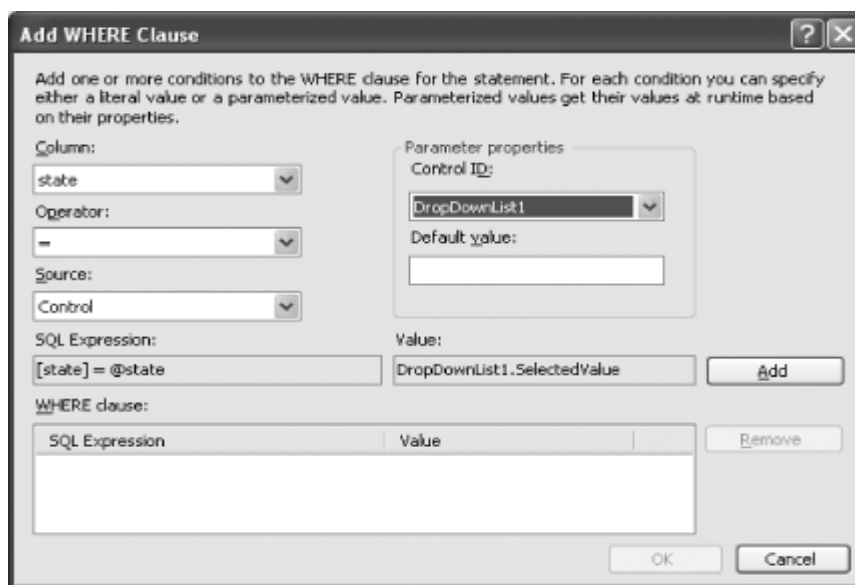 Add WHERE Clause
Add one or more conditions to the WHERE clause for the statement. For each condition you can specify
either a literal value or a parameterized value. Parameterized values get their values at runtime based
on their properties.
Column:
state
Operator:
=
Source:
Control
Parameter properties
Control ID:
DropDownList1
Default value:
SQL Expression:
[state] = @state
Value:
DropDownList1.SelectedValue
Add
WHERE clause:
SQL Expression Value
Remove
OK Cancel